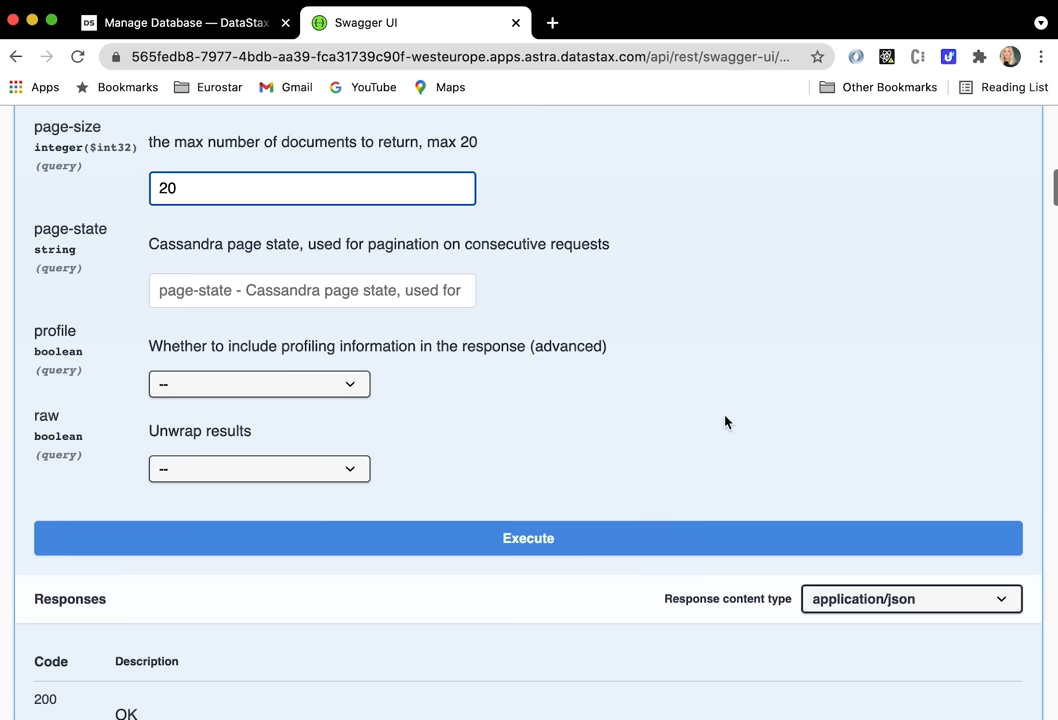 DS Manage Database — DataStax
Swagger UI
565fedb8-7977-4bdb-aa39-fca31739c90f-westeurope.apps.astra.datastax.com/api/rest/swagger-ui/...
Apps Bookmarks Eurostar Gmail YouTube Maps Other Bookmarks Reading List
page-size
integer($int32)
(query)
the max number of documents to return, max 20
20
page-state
string
(query)
Cassandra page state, used for pagination on consecutive requests
page-state - Cassandra page state, used for
profile
boolean
(query)
Whether to include profiling information in the response (advanced)
--
raw
boolean
(query)
Unwrap results
--
Execute
Responses
Response content type
application/json
Code Description
200
OK